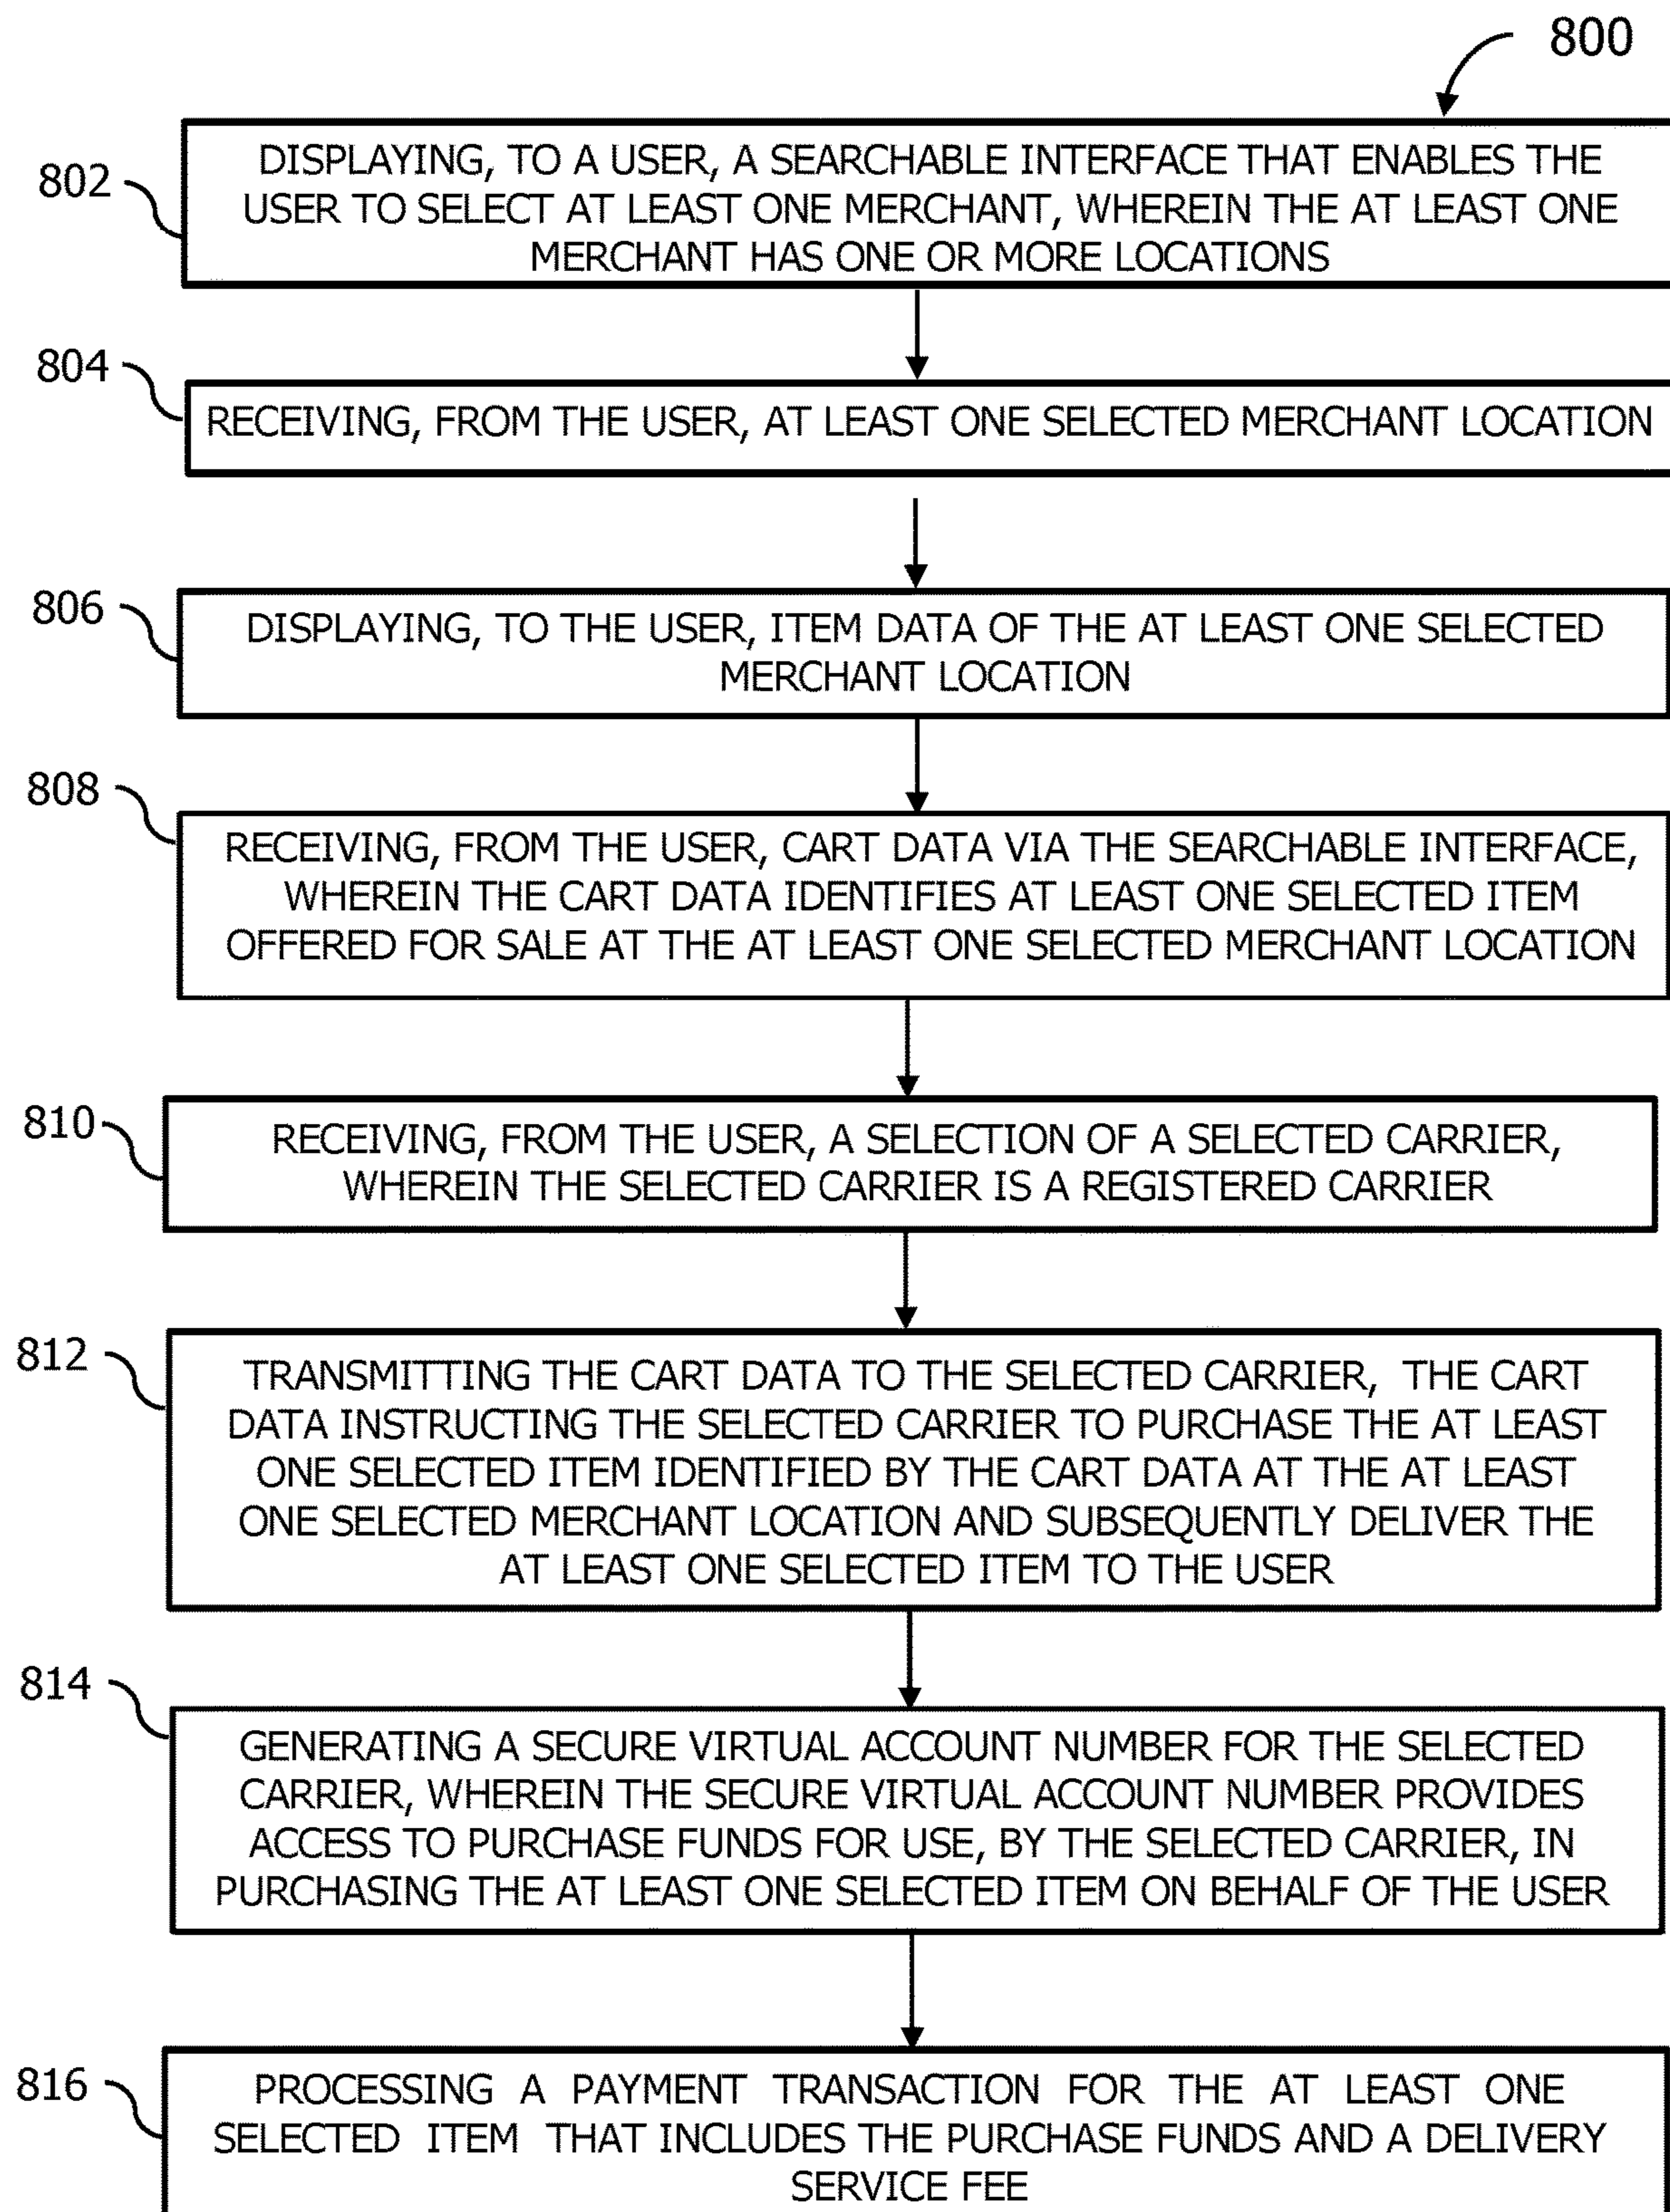 800
802
DISPLAYING, TO A USER, A SEARCHABLE INTERFACE THAT ENABLES THE
USER TO SELECT AT LEAST ONE MERCHANT, WHEREIN THE AT LEAST ONE
MERCHANT HAS ONE OR MORE LOCATIONS
804
RECEIVING, FROM THE USER, AT LEAST ONE SELECTED MERCHANT LOCATION
806
DISPLAYING, TO THE USER, ITEM DATA OF THE AT LEAST ONE SELECTED
MERCHANT LOCATION
808
RECEIVING, FROM THE USER, CART DATA VIA THE SEARCHABLE INTERFACE,
WHEREIN THE CART DATA IDENTIFIES AT LEAST ONE SELECTED ITEM
OFFERED FOR SALE AT THE AT LEAST ONE SELECTED MERCHANT LOCATION
810
RECEIVING, FROM THE USER, A SELECTION OF A SELECTED CARRIER,
WHEREIN THE SELECTED CARRIER IS A REGISTERED CARRIER
812
TRANSMITTING THE CART DATA TO THE SELECTED CARRIER, THE CART
DATA INSTRUCTING THE SELECTED CARRIER TO PURCHASE THE AT LEAST
ONE SELECTED ITEM IDENTIFIED BY THE CART DATA AT THE AT LEAST
ONE SELECTED MERCHANT LOCATION AND SUBSEQUENTLY DELIVER THE
AT LEAST ONE SELECTED ITEM TO THE USER
814
GENERATING A SECURE VIRTUAL ACCOUNT NUMBER FOR THE SELECTED
CARRIER, WHEREIN THE SECURE VIRTUAL ACCOUNT NUMBER PROVIDES
ACCESS TO PURCHASE FUNDS FOR USE, BY THE SELECTED CARRIER, IN
PURCHASING THE AT LEAST ONE SELECTED ITEM ON BEHALF OF THE USER
816
PROCESSING A PAYMENT TRANSACTION FOR THE AT LEAST ONE
SELECTED ITEM THAT INCLUDES THE PURCHASE FUNDS AND A DELIVERY
SERVICE FEE